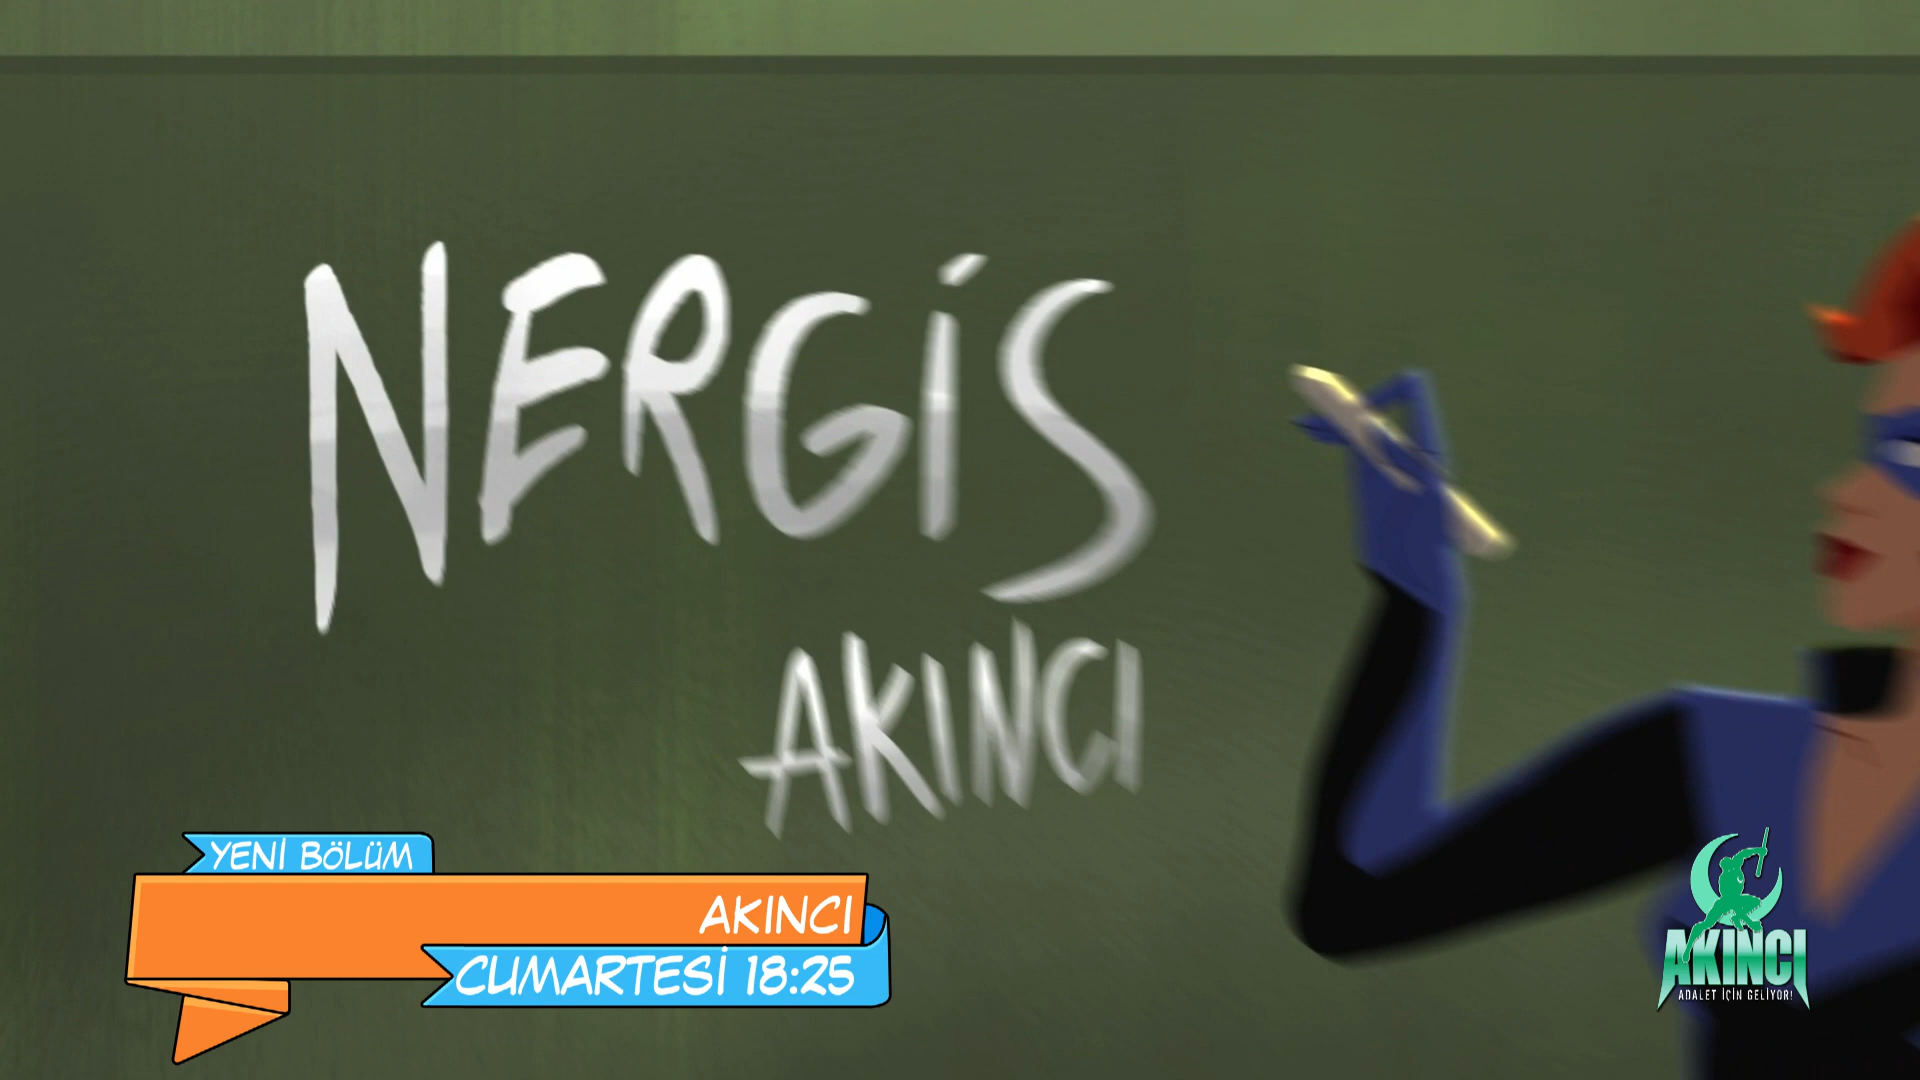 NERGİS
AKINCI
YENİ BÖLÜM
AKINCI
CUMARTESİ 18:25
AKINCI
ADALET İÇİN GELİYOR!